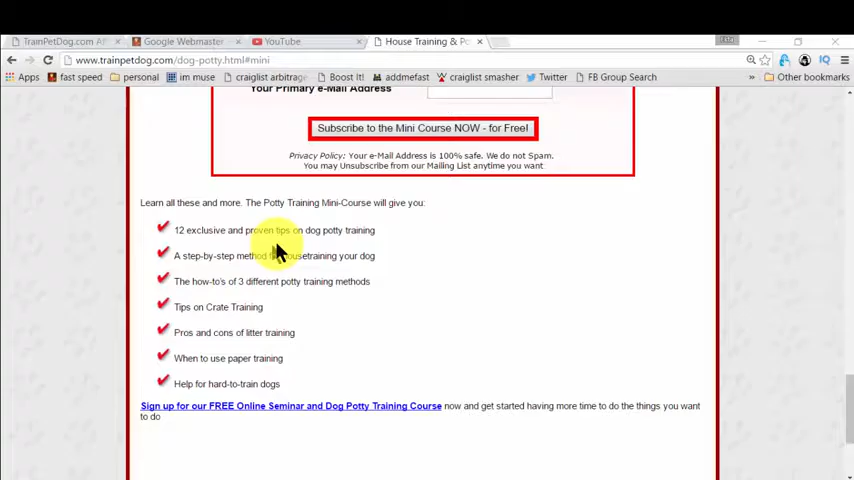 TrainPetDog.com Af
Google Webmaster
YouTube
House Training & Po
www.trainpetdog.com/dog-potty.html#mini
Apps
fast speed
personal
im muse
craiglist arbitrage
Boost It!
addmefast
craiglist smasher
Twitter
FB Group Search
Other bookmarks
Your Primary e-Mail Address
Subscribe to the Mini Course NOW - for Free!
Privacy Policy: Your e-Mail Address is 100% safe. We do not Spam.
You may Unsubscribe from our Mailing List anytime you want
Learn all these and more. The Potty Training Mini-Course will give you:
12 exclusive and proven tips on dog potty training
A step-by-step method housetraining your dog
The how-to's of 3 different potty training methods
Tips on Crate Training
Pros and cons of litter training
When to use paper training
Help for hard-to-train dogs
Sign up for our FREE Online Seminar and Dog Potty Training Course now and get started having more time to do the things you want
to do